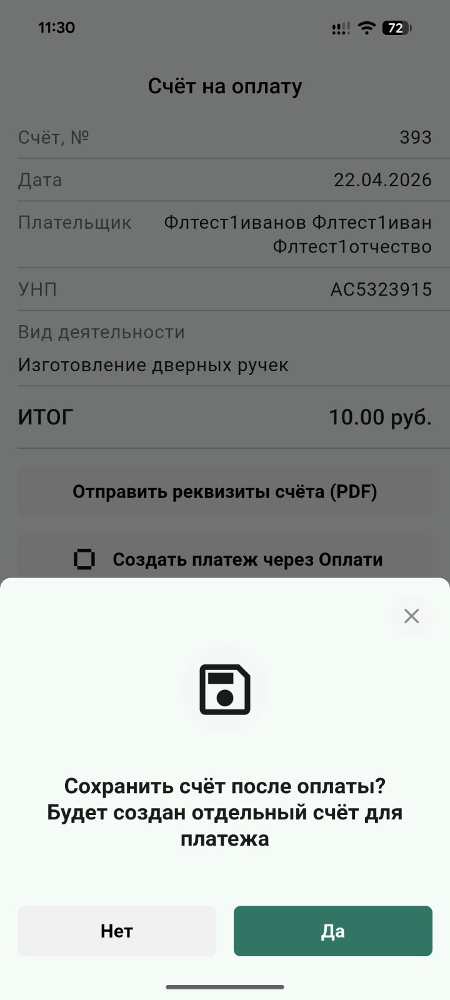 11:30
72
Счёт на оплату
Счёт, №
393
Дата
22.04.2026
Плательщик
Флтест1иванов Флтест1иван
Флтест1отчество
УНП
АС5323915
Вид деятельности
Изготовление дверных ручек
ИТОГ
10.00 руб.
Отправить реквизиты счёта (PDF)
Создать платеж через Оплати
Сохранить счёт после оплаты?
Будет создан отдельный счёт для
платежа
Нет
Да